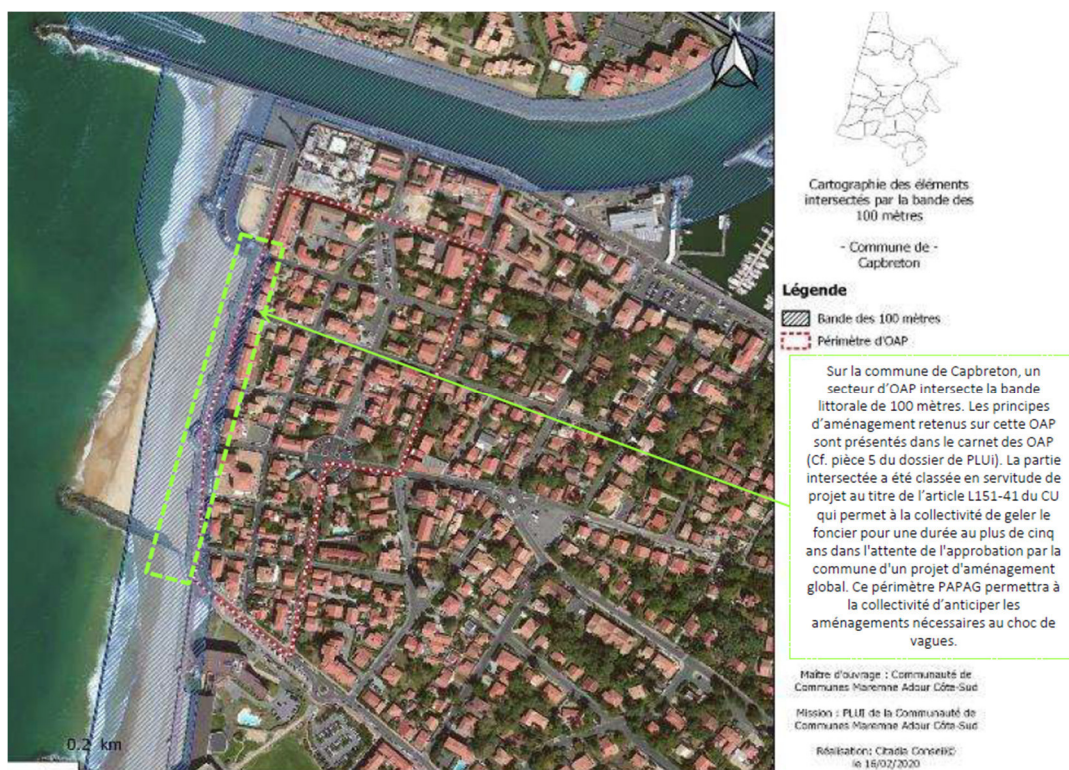 N
Cartographie des éléments
intersectés par la bande des
100 mètres
- Commune de -
Capbreton
Légende
Bande des 100 mètres
Périmètre d'OAP
Sur la commune de Capbreton, un
secteur d'OAP intersecte la bande
littorale de 100 mètres. Les principes
d'aménagement retenus sur cette OAP
sont présentés dans le carnet des OAP
(Cf. pièce 5 du dossier de PLUi). La partie
intersectée a été classée en servitude de
projet au titre de l'article L151-41 du CU
qui permet à la collectivité de geler le
foncier pour une durée au plus de cinq
ans dans l'attente de l'approbation par la
commune d'un projet d'aménagement
global. Ce périmètre PAPAG permettra à
la collectivité d'anticiper les
aménagements nécessaires au choc de
vagues.
Maître d'ouvrage : Communauté de
Communes Maremne Adour Côte-Sud
Mission : PLUI de la Communauté de
Communes Maremne Adour Côte-Sud
Réalisation: Citadia Conseil©
le 16/02/2020
0.2 km